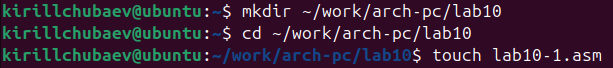 kirillchubaev@ubuntu:~$ mkdir ~/work/arch-pc/lab10
kirillchubaev@ubuntu:~$ cd ~/work/arch-pc/lab10
kirillchubaev@ubuntu:~/work/arch-pc/lab10$ touch lab10-1.asm